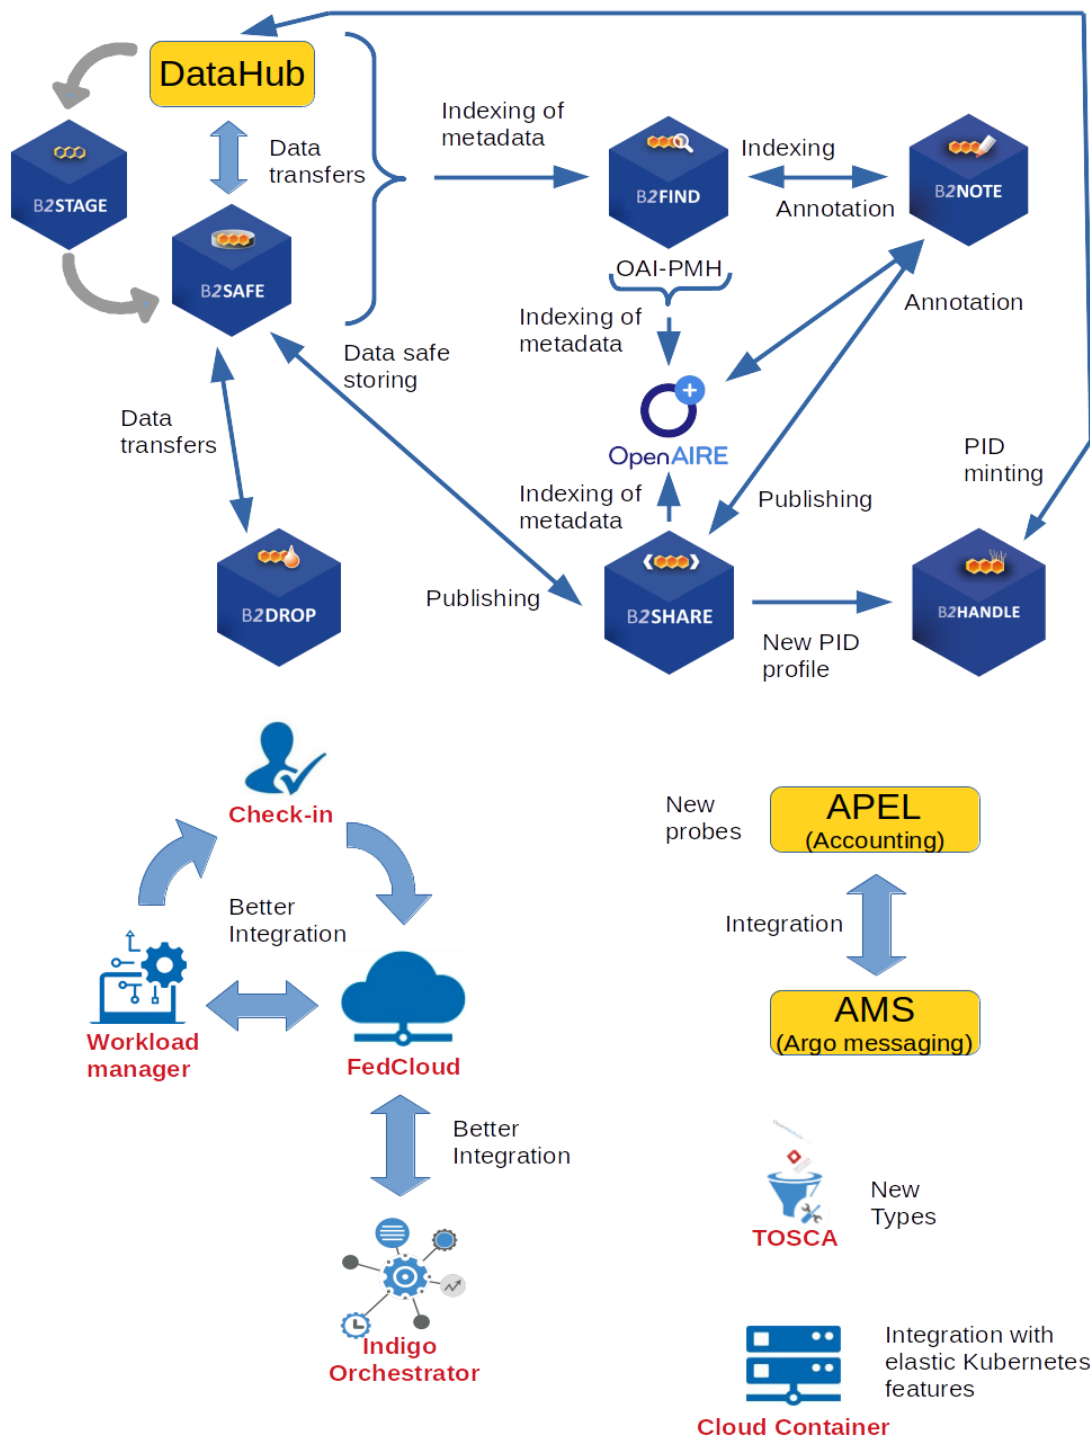 DataHub
B2STAGE
Data
transfers
B2SAFE
Indexing of
metadata
B2FIND
Indexing
Annotation
B2NOTE
OAI-PMH
Indexing of
metadata
Annotation
Data safe
storing
Data
transfers
OpenAIRE
Indexing of
metadata
Publishing
PID
minting
B2DROP
Publishing
B2SHARE
New PID
profile
B2HANDLE
Check-in
Better
Integration
Workload
manager
FedCloud
Better
Integration
Indigo
Orchestrator
New
probes
APEL
(Accounting)
Integration
AMS
(Argo messaging)
TOSCA
New
Types
Integration with
elastic Kubernetes
features
Cloud Container